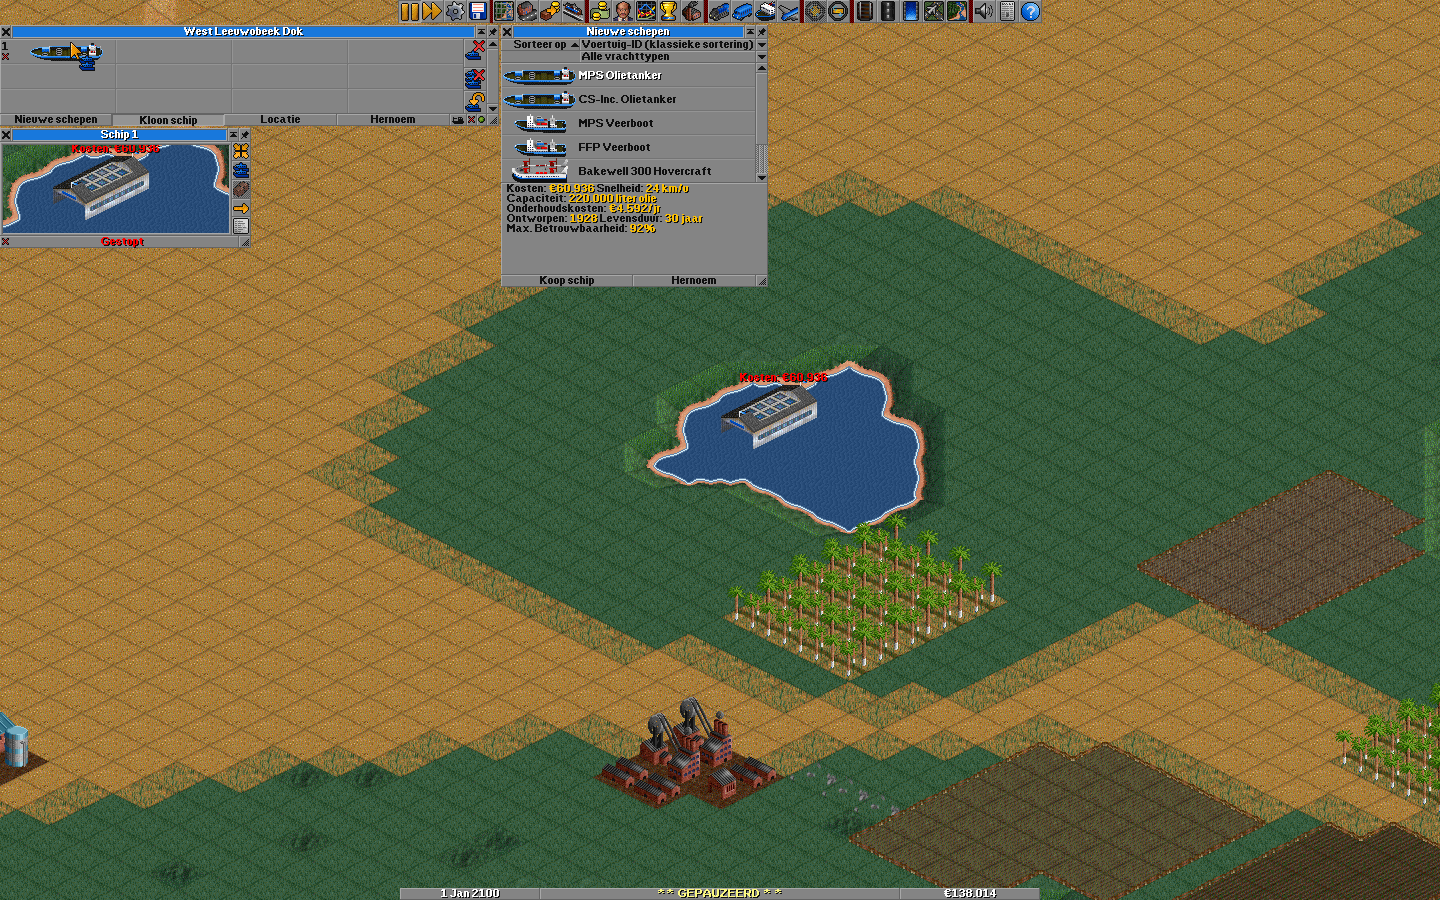 West Leeuwobeek Dok
1
Nieuwe schepen
Kloon schip
Locatie
Hernoem
Schip 1
Kosten: €60.936
Gestopt
Nieuwe schepen
Sorteer op
Voertuig-ID (klassieke sortering)
Alle vrachttypen
MPS Olietanker
CS-Inc. Olietanker
MPS Veerboot
FFP Veerboot
Bakewell 300 Hovercraft
Kosten: €60.936 Snelheid: 24 km/o
Capaciteit: 220.000 liter olie
Onderhoudskosten: €4.592/jr
Ontworpen: 1928 Levensduur: 30 jaar
Max. Betrouwbaarheid: 92%
Koop schip
Hernoem
Kosten: €60.936
1 Jan 2100
* * GEPAUZEERD * *
€138.014